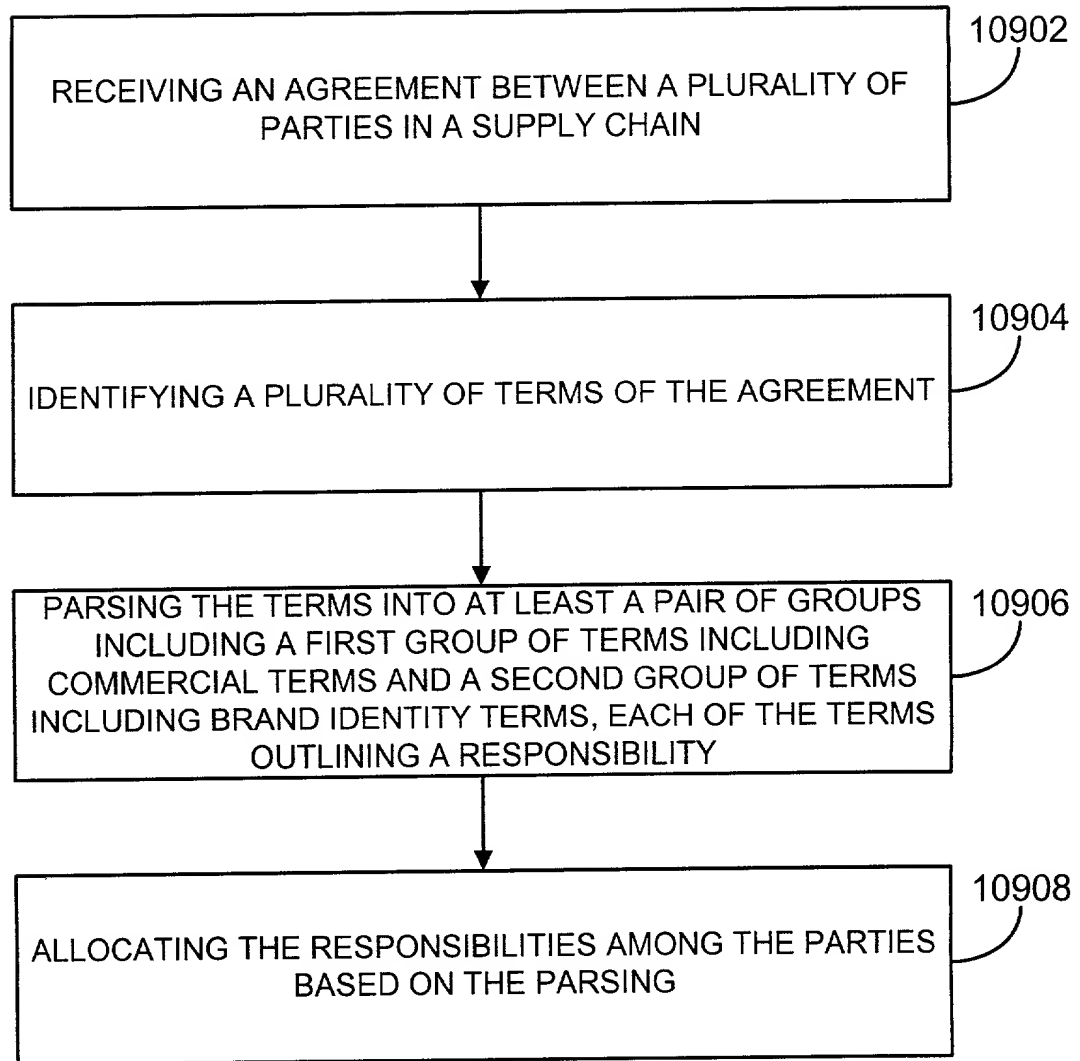 10902
RECEIVING AN AGREEMENT BETWEEN A PLURALITY OF
PARTIES IN A SUPPLY CHAIN
10904
IDENTIFYING A PLURALITY OF TERMS OF THE AGREEMENT
10906
PARSING THE TERMS INTO AT LEAST A PAIR OF GROUPS
INCLUDING A FIRST GROUP OF TERMS INCLUDING
COMMERCIAL TERMS AND A SECOND GROUP OF TERMS
INCLUDING BRAND IDENTITY TERMS, EACH OF THE TERMS
OUTLINING A RESPONSIBILITY
10908
ALLOCATING THE RESPONSIBILITIES AMONG THE PARTIES
BASED ON THE PARSING